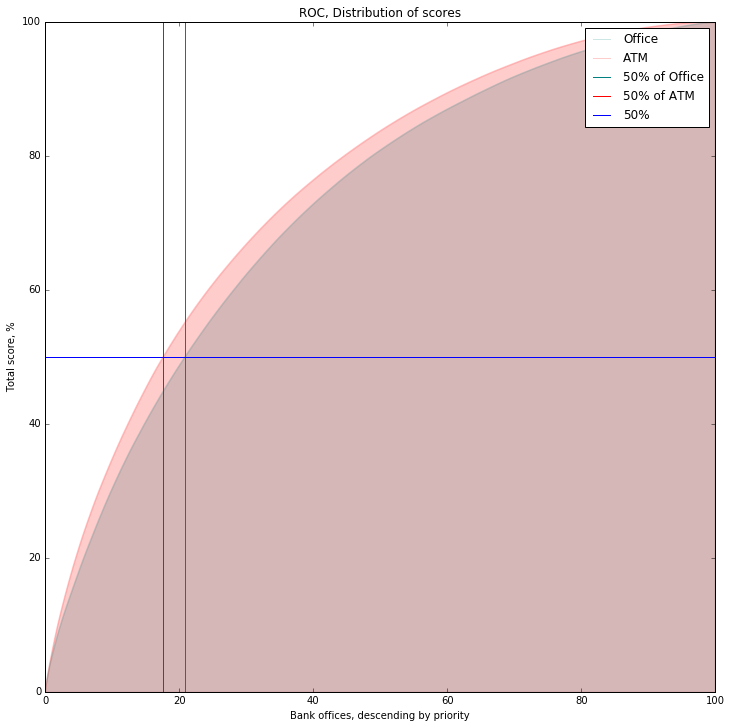 ROC, Distribution of scores
Office
ATM
50% of Office
50% of ATM
50%
100
80
60
40
20
0
Total score, %
0 20 40 60 80 100
Bank offices, descending by priority